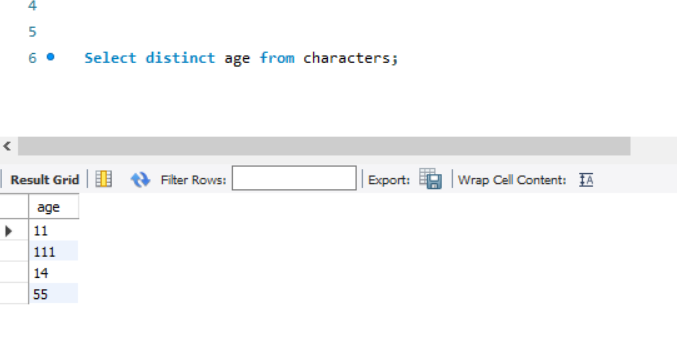 4
5
6 Select distinct age from characters;
Result Grid Filter Rows: Export: Wrap Cell Content: IA
age
11
111
14
55